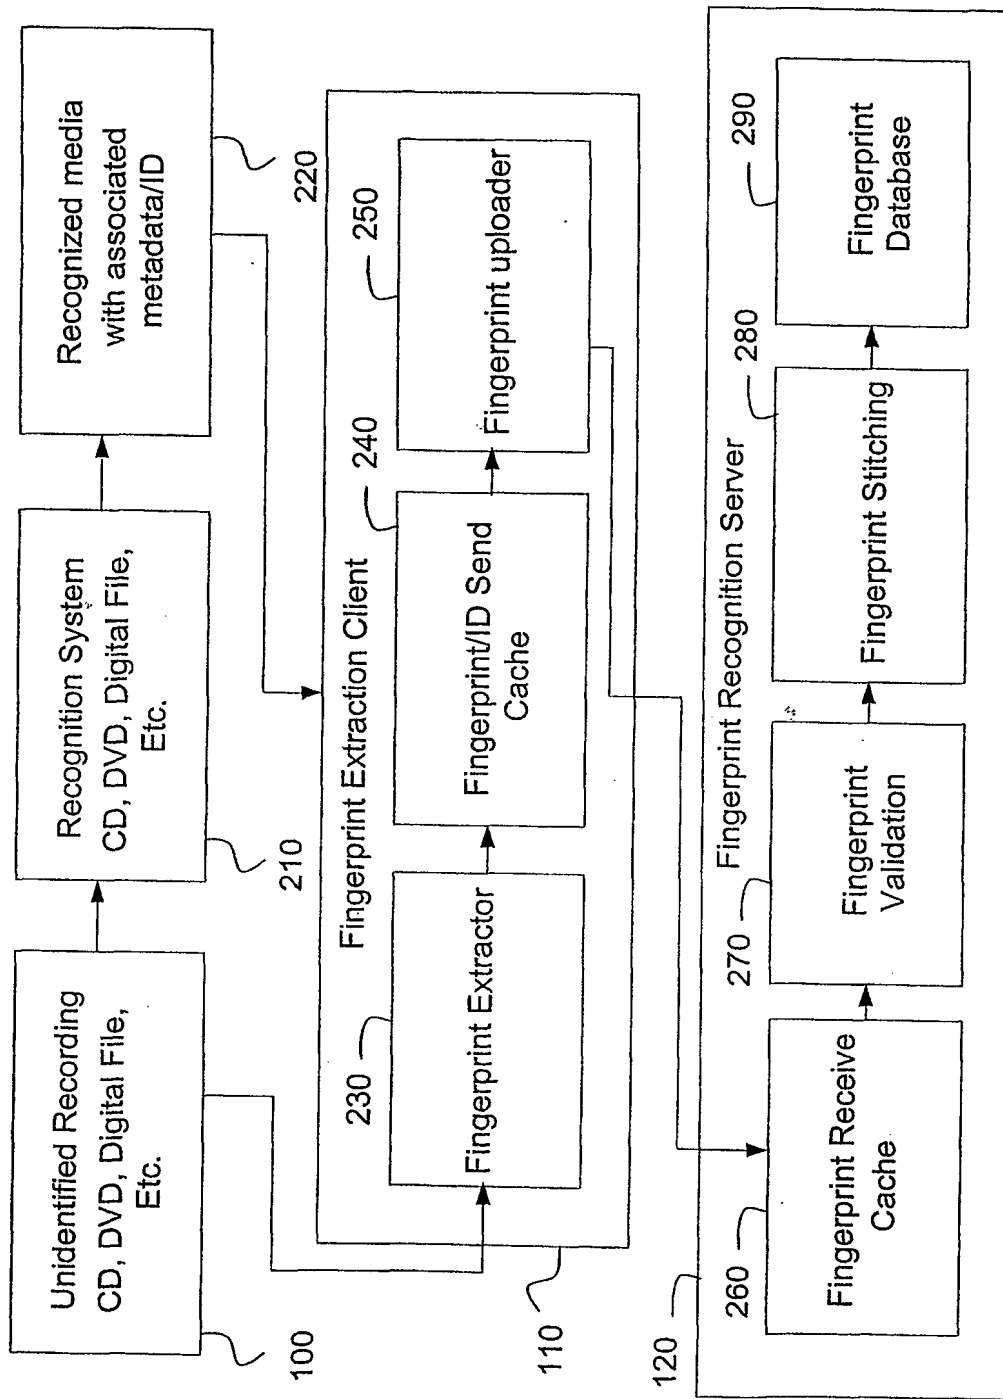 Unidentified Recording
CD, DVD, Digital File,
Etc.
100
Recognition System
CD, DVD, Digital File,
Etc.
210
Recognized media
with associated
metadata/ID
220
Fingerprint Extraction Client
110
Fingerprint Extractor
230
Fingerprint/ID Send
Cache
240
Fingerprint uploader
250
Fingerprint Recognition Server
120
Fingerprint Receive
Cache
260
Fingerprint
Validation
270
Fingerprint Stitching
280
Fingerprint
Database
290